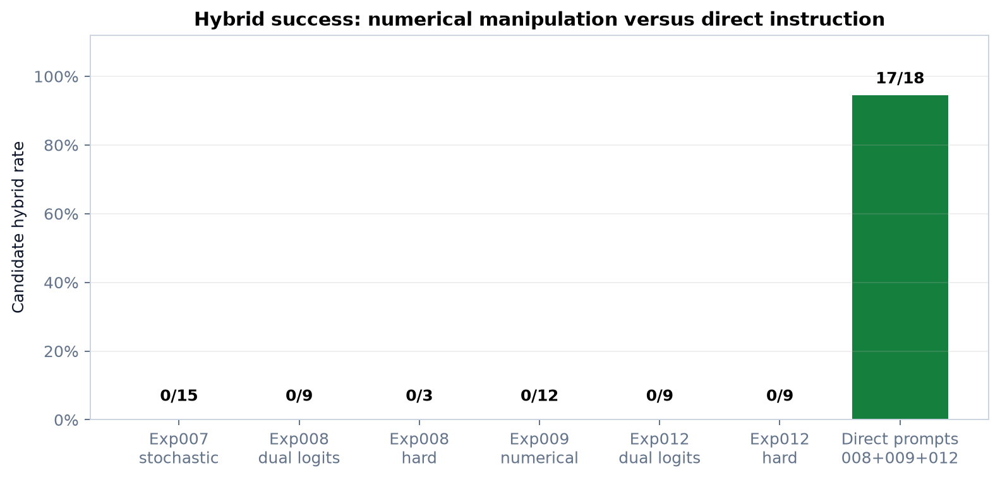 Hybrid success: numerical manipulation versus direct instruction
Candidate hybrid rate
100%
80%
60%
40%
20%
0%
0/15
0/9
0/3
0/12
0/9
0/9
17/18
Exp007
stochastic
Exp008
dual logits
Exp008
hard
Exp009
numerical
Exp012
dual logits
Exp012
hard
Direct prompts
008+009+012